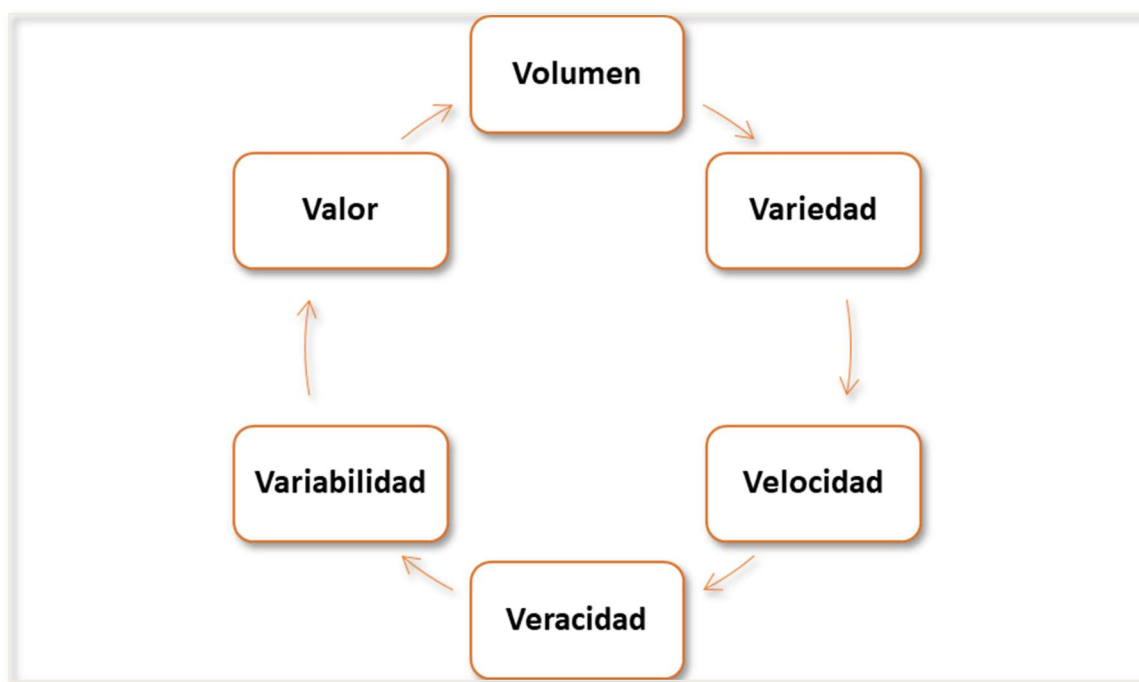 Volumen
Variedad
Velocidad
Veracidad
Variabilidad
Valor